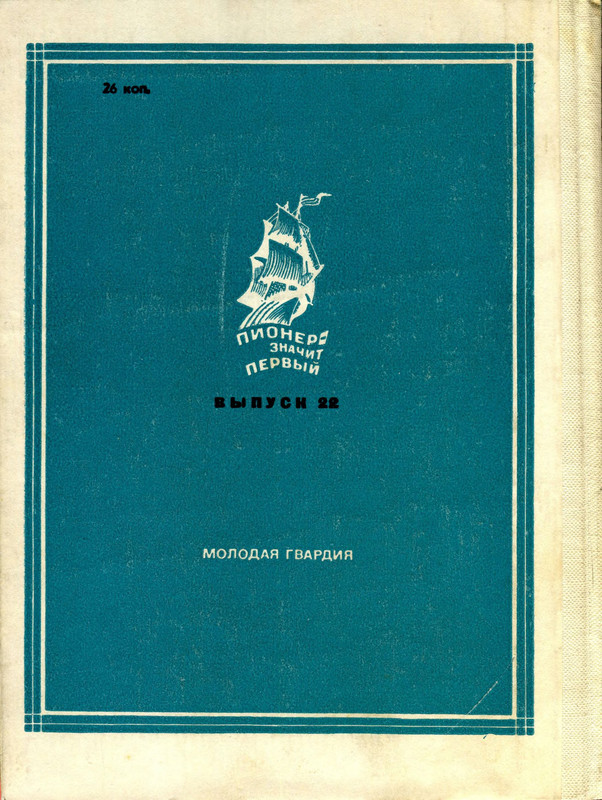 26 коп.
ПИОНЕР –
ЗНАЧИТ
ПЕРВЫЙ
ВЫПУСК 22
МОЛОДАЯ ГВАРДИЯ